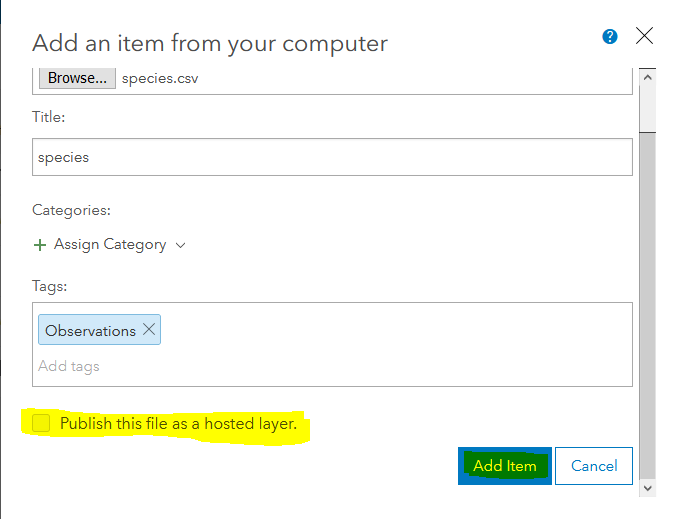 Add an item from your computer
?
Browse... species.csv
Title:
species
Categories:
+ Assign Category
Tags:
Observations
Add tags
Publish this file as a hosted layer.
Add Item Cancel